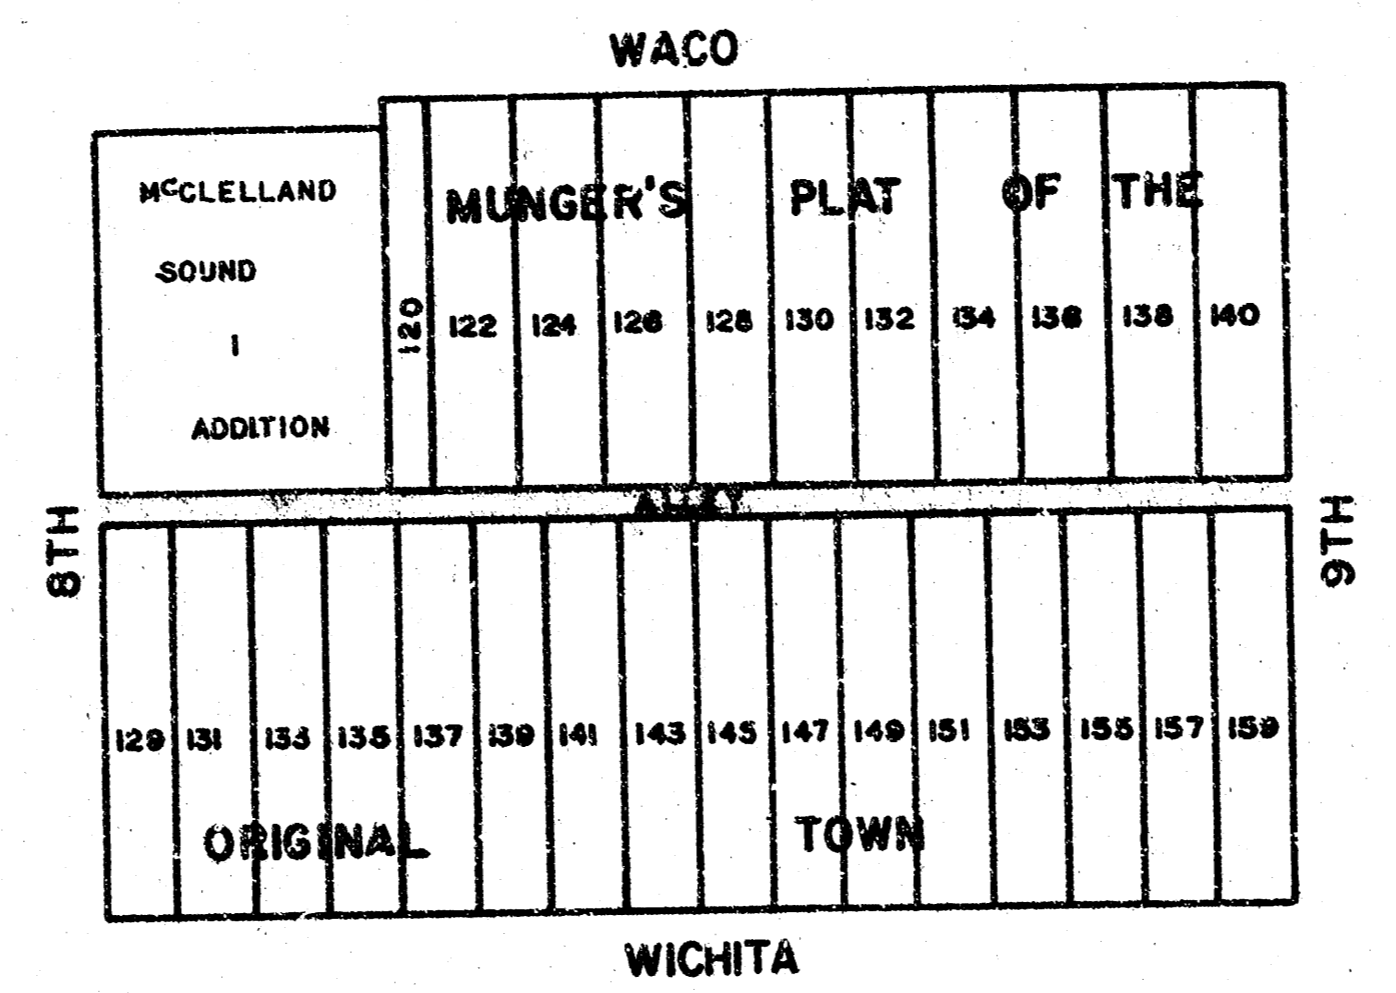 WACO
McCLELLAND
SOUND
1
ADDITION
MUNGER'S PLAT OF THE
120 122 124 126 128 130 132 134 136 138 140
ALLEY
8TH
9TH
129 131 133 135 137 139 141 143 145 147 149 151 153 155 157 159
ORIGINAL TOWN
WICHITA